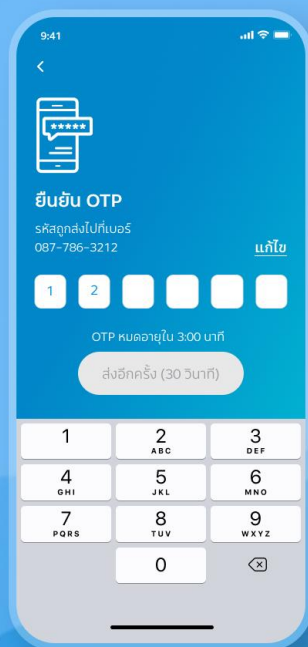 9:41
*****
ยืนยัน OTP
รหัสถูกส่งไปที่เบอร์
087-786-3212
แก้ไข
1 2
OTP หมดอายุใน 3:00 นาที
ส่งอีกครั้ง (30 วินาที)
1 2 3
ABC DEF
4 5 6
GHI JKL MNO
7 8 9
PQRS TUV WXYZ
0